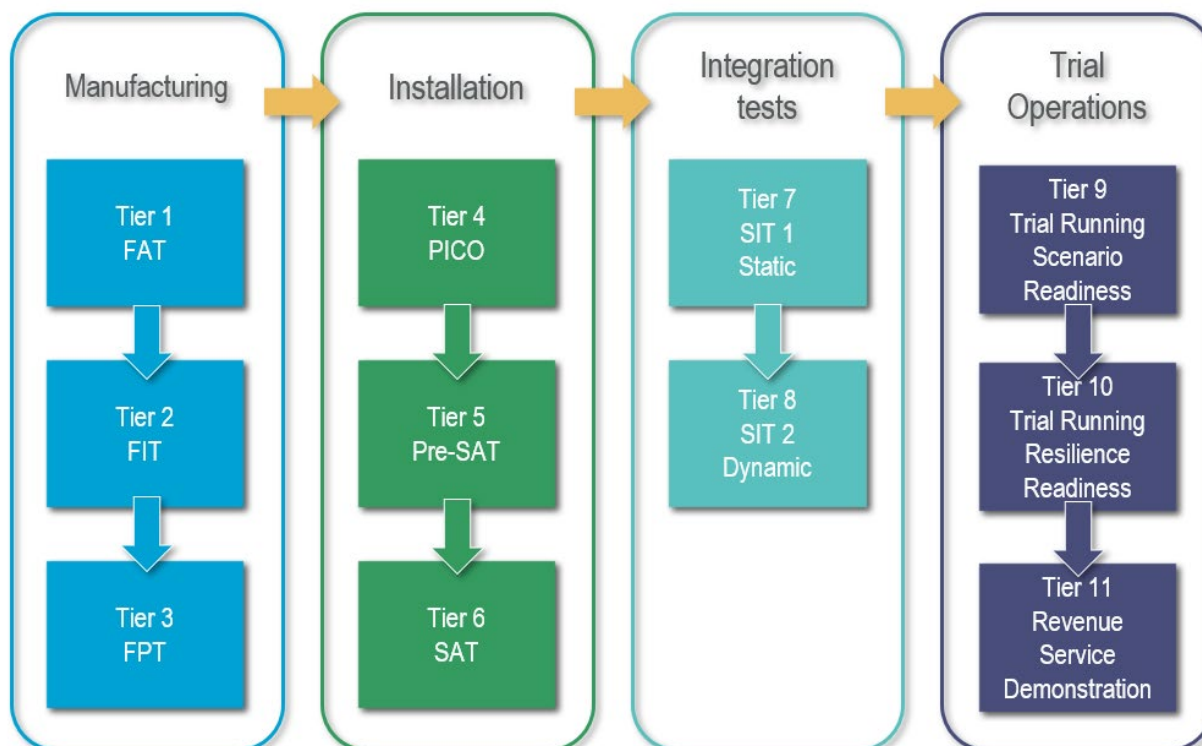 Manufacturing
Tier 1
FAT
Tier 2
FIT
Tier 3
FPT
Installation
Tier 4
PICO
Tier 5
Pre-SAT
Tier 6
SAT
Integration
tests
Tier 7
SIT 1
Static
Tier 8
SIT 2
Dynamic
Trial
Operations
Tier 9
Trial Running
Scenario
Readiness
Tier 10
Trial Running
Resilience
Readiness
Tier 11
Revenue
Service
Demonstration